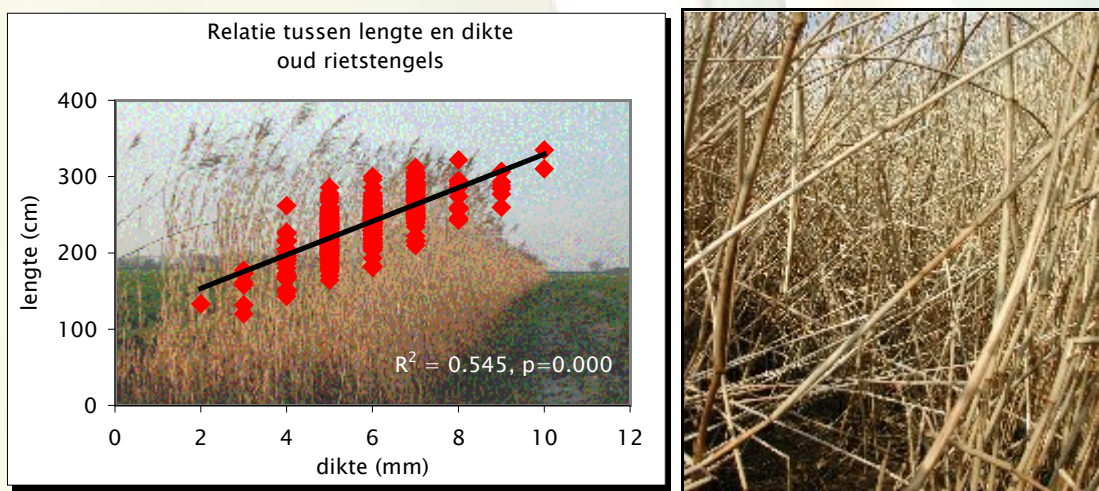 Relatie tussen lengte en dikte
oud rietstengels
400
300
200
100
0
lengte (cm)
R² = 0.545, p=0.000
0 2 4 6 8 10 12
dikte (mm)